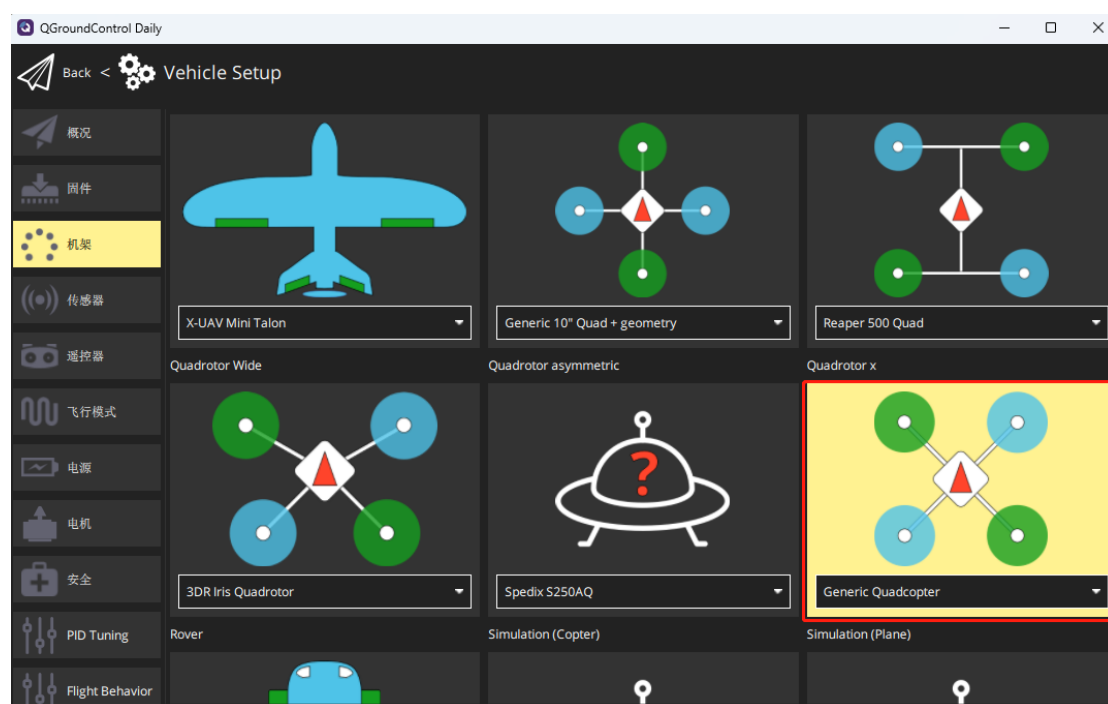 QGroundControl Daily
Back < Vehicle Setup
概况
固件
机架
传感器
遥控器
飞行模式
电源
电机
安全
PID Tuning
Flight Behavior
X-UAV Mini Talon
Generic 10" Quad + geometry
Reaper 500 Quad
Quadrotor Wide
Quadrotor asymmetric
Quadrotor x
?
3DR Iris Quadrotor
Spedix S250AQ
Generic Quadcopter
Rover
Simulation (Copter)
Simulation (Plane)